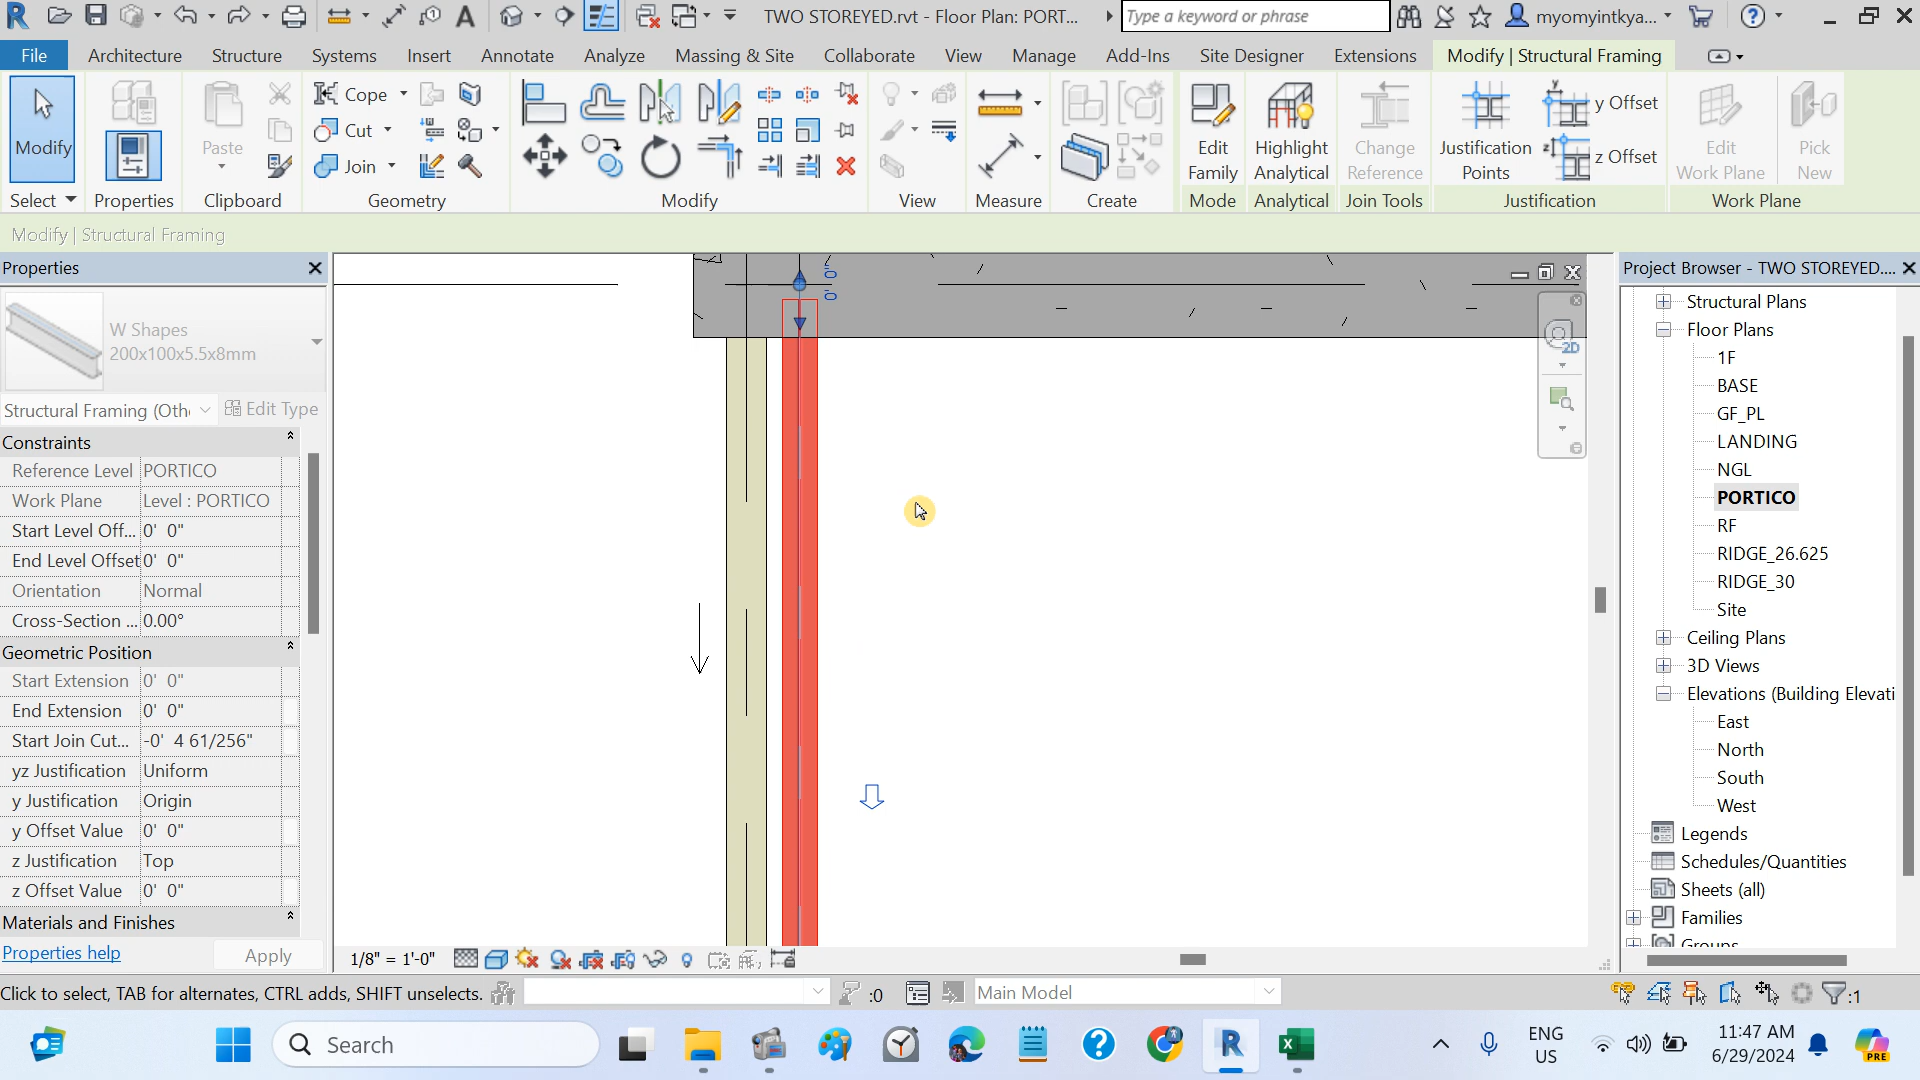 TWO STOREYED.rvt - Floor Plan: PORT...
Type a keyword or phrase
myomyintkya...
File
Architecture
Structure
Systems
Insert
Annotate
Analyze
Massing & Site
Collaborate
View
Manage
Add-Ins
Site Designer
Extensions
Modify | Structural Framing
Modify
Paste
Cope
Cut
Join
Edit Family
Highlight Analytical
Change Reference
Justification Points
y Offset
z Offset
Edit Work Plane
Pick New
Select
Properties
Clipboard
Geometry
Modify
View
Measure
Create
Mode
Analytical
Join Tools
Justification
Work Plane
Modify | Structural Framing
Properties
W Shapes
200x100x5.5x8mm
Structural Framing (Othe
Edit Type
Constraints
Reference Level PORTICO
Work Plane Level : PORTICO
Start Level Off... 0' 0"
End Level Offset 0' 0"
Orientation Normal
Cross-Section ... 0.00°
Geometric Position
Start Extension 0' 0"
End Extension 0' 0"
Start Join Cut... -0' 4 61/256"
yz Justification Uniform
y Justification Origin
y Offset Value 0' 0"
z Justification Top
z Offset Value 0' 0"
Materials and Finishes
Properties help
Apply
2D
1/8" = 1'-0"
Project Browser - TWO STOREYED....
Structural Plans
Floor Plans
1F
BASE
GF_PL
LANDING
NGL
PORTICO
RF
RIDGE_26.625
RIDGE_30
Site
Ceiling Plans
3D Views
Elevations (Building Elevati
East
North
South
West
Legends
Schedules/Quantities
Sheets (all)
Families
Groups
Click to select, TAB for alternates, CTRL adds, SHIFT unselects.
:0
Main Model
:1
Search
ENG
US
11:47 AM
6/29/2024
PRE